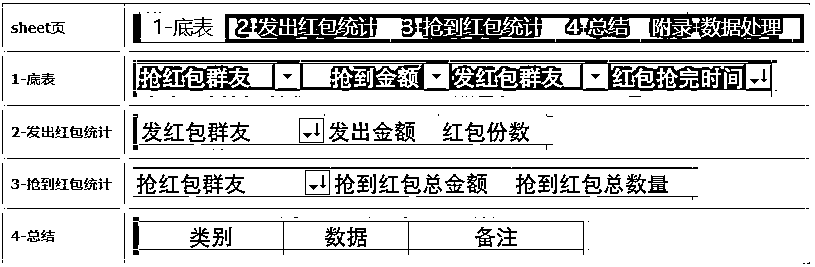 sheet页 1-底表 2-发出红包统计 3-抢到红包统计 4-总结 附录-数据处理
1-底表 抢红包群友 抢到金额 发红包群友 红包抢完时间
2-发出红包统计 发红包群友 发出金额 红包份数
3-抢到红包统计 抢红包群友 抢到红包总金额 抢到红包总数量
4-总结 类别 数据 备注